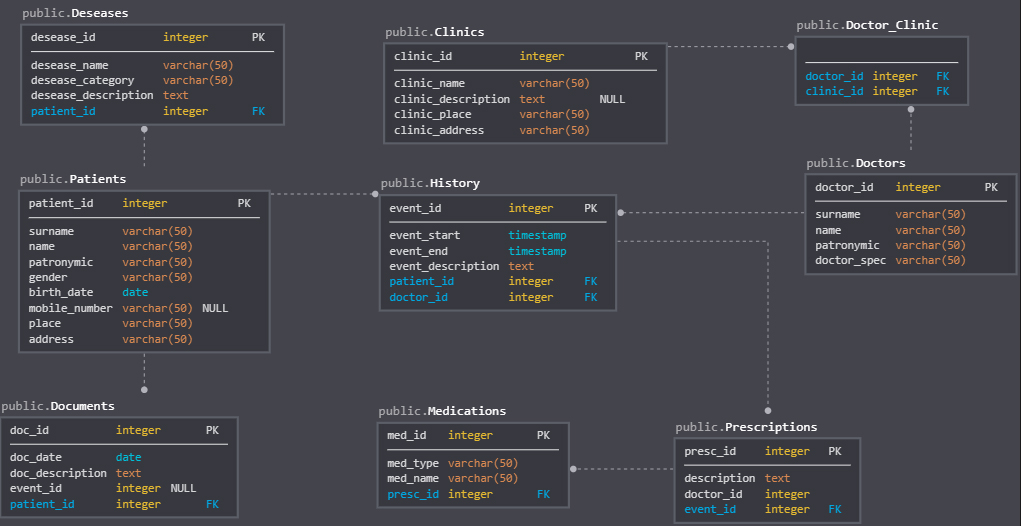 public.Deseases
desease_id integer PK
desease_name varchar(50)
desease_category varchar(50)
desease_description text
patient_id integer FK
public.Clinics
clinic_id integer PK
clinic_name varchar(50)
clinic_description text NULL
clinic_place varchar(50)
clinic_address varchar(50)
public.Doctor_Clinic
doctor_id integer FK
clinic_id integer FK
public.Patients
patient_id integer PK
surname varchar(50)
name varchar(50)
patronymic varchar(50)
gender varchar(50)
birth_date date
mobile_number varchar(50) NULL
place varchar(50)
address varchar(50)
public.History
event_id integer PK
event_start timestamp
event_end timestamp
event_description text
patient_id integer FK
doctor_id integer FK
public.Doctors
doctor_id integer PK
surname varchar(50)
name varchar(50)
patronymic varchar(50)
doctor_spec varchar(50)
public.Documents
doc_id integer PK
doc_date date
doc_description text
event_id integer NULL
patient_id integer FK
public.Medications
med_id integer PK
med_type varchar(50)
med_name varchar(50)
presc_id integer FK
public.Prescriptions
presc_id integer PK
description text
doctor_id integer
event_id integer FK